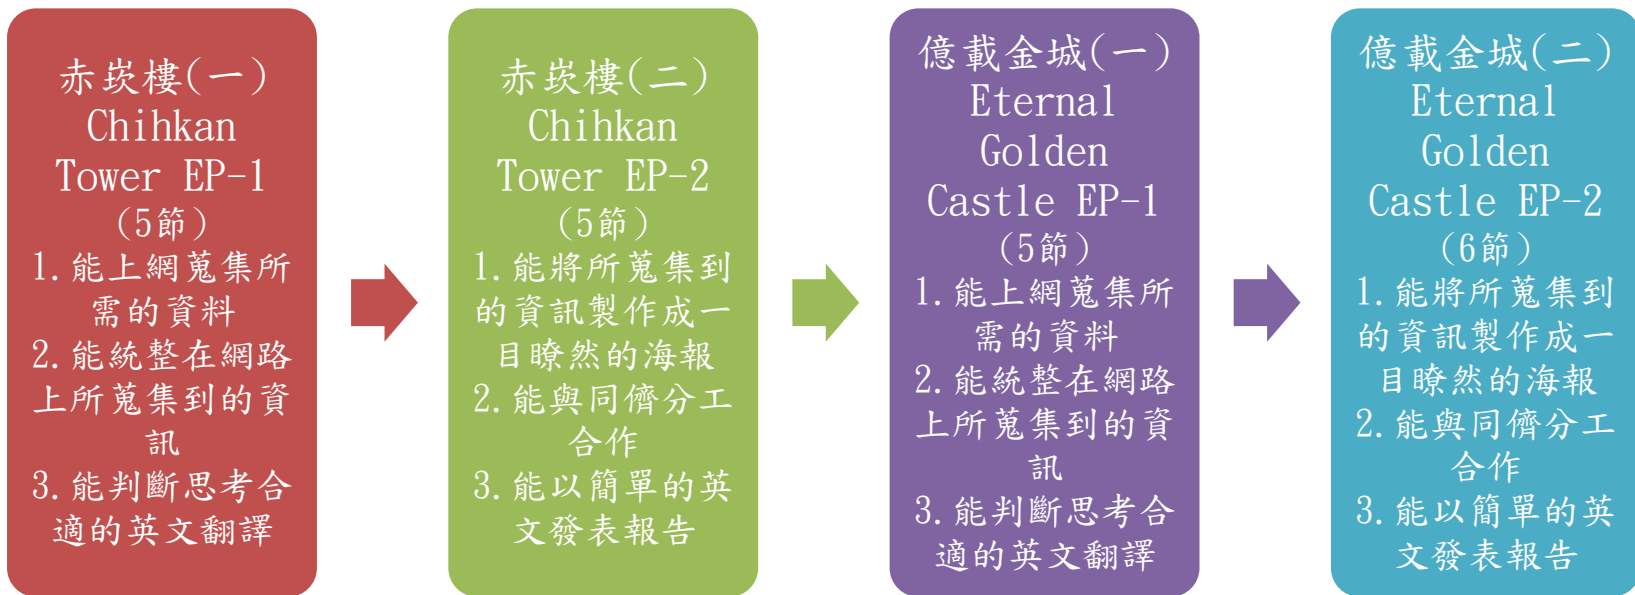 赤崁樓(一)
Chihkan
Tower EP-1
(5節)
1.能上網蒐集所
需的資料
2.能統整在網路
上所蒐集到的資
訊
3.能判斷思考合
適的英文翻譯
赤崁樓(二)
Chihkan
Tower EP-2
(5節)
1.能將所蒐集到
的資訊製作成一
目瞭然的海報
2.能與同儕分工
合作
3.能以簡單的英
文發表報告
億載金城(一)
Eternal
Golden
Castle EP-1
(5節)
1.能上網蒐集所
需的資料
2.能統整在網路
上所蒐集到的資
訊
3.能判斷思考合
適的英文翻譯
億載金城(二)
Eternal
Golden
Castle EP-2
(6節)
1.能將所蒐集到
的資訊製作成一
目瞭然的海報
2.能與同儕分工
合作
3.能以簡單的英
文發表報告